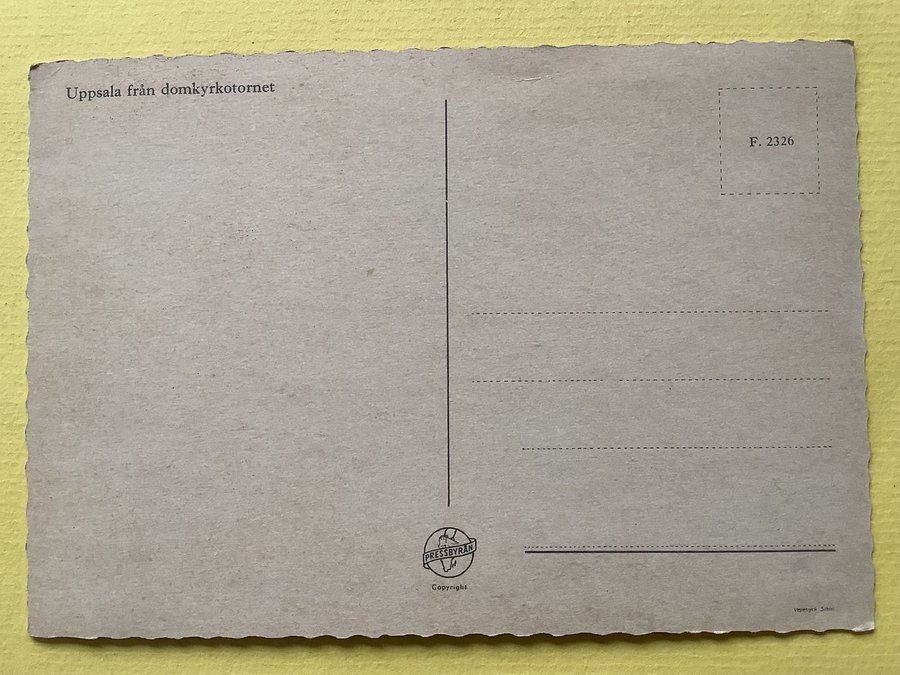 Uppsala från domkyrkotornet
F. 2326
PRESSBYRÅN
Copyright